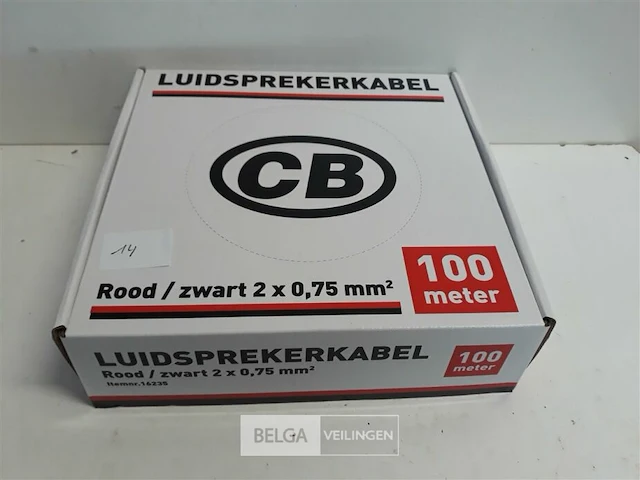 LUIDSPREKERKABEL
CB
14
100
meter
Rood / zwart 2 x 0,75 mm²
LUIDSPREKERKABEL
Rood / zwart 2 x 0,75 mm²
Itemnr.16235
100
meter
BELGA VEILINGEN